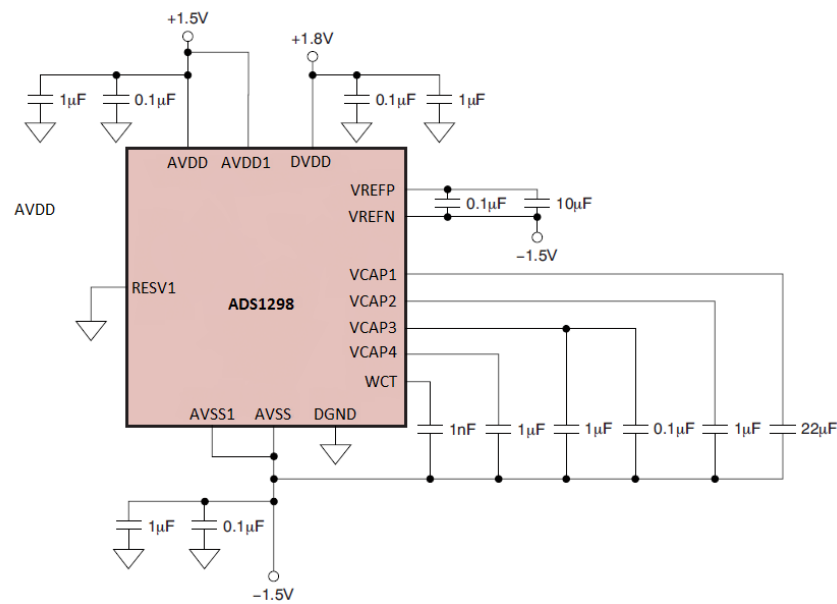 +1.5V
+1.8V
1µF
0.1µF
0.1µF
1µF
AVDD
AVDD1
DVDD
VREFP
0.1µF
10µF
AVDD
VREFN
−1.5V
VCAP1
RESV1
ADS1298
VCAP2
VCAP3
VCAP4
WCT
AVSS1
AVSS
DGND
1nF
1µF
1µF
0.1µF
1µF
22µF
1µF
0.1µF
−1.5V